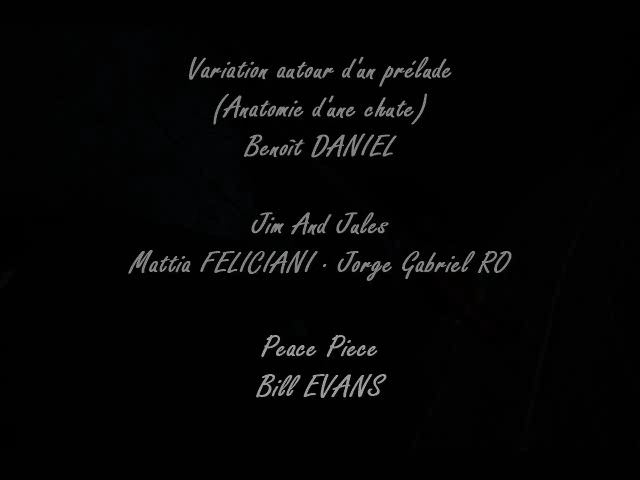 Variation autour d'un prélude
(Anatomie d'une chute)
Benoît DANIEL
Jim And Jules
Mattia FELICIANI · Jorge Gabriel RO
Peace Piece
Bill EVANS